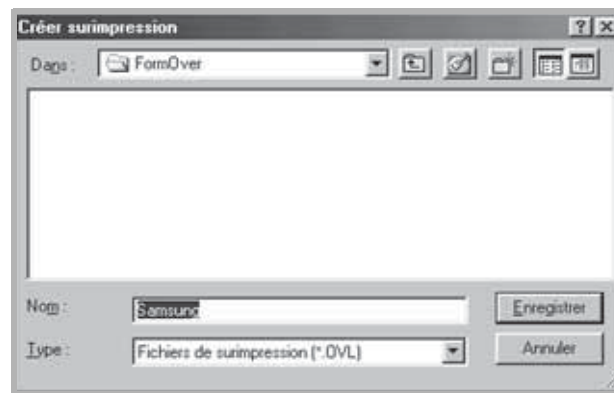 Créer surimpression
Dans : FormOver
Nom : Samsung
Enregistrer
Type : Fichiers de surimpression (*.OVL)
Annuler